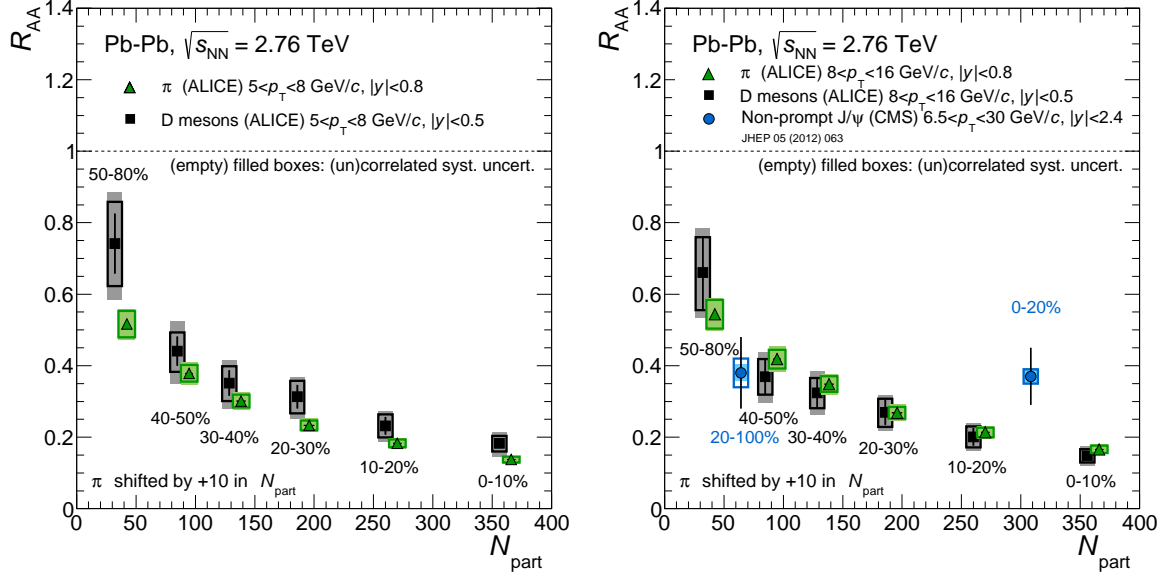 R_AA
1.4
1.2
1
0.8
0.6
0.4
0.2
0
Pb-Pb, √s_NN = 2.76 TeV
π (ALICE) 5<p_T<8 GeV/c, |y|<0.8
D mesons (ALICE) 5<p_T<8 GeV/c, |y|<0.5
(empty) filled boxes: (un)correlated syst. uncert.
50-80%
40-50%
30-40%
20-30%
10-20%
0-10%
π shifted by +10 in N_part
0 50 100 150 200 250 300 350 400
N_part
R_AA
1.4
1.2
1
0.8
0.6
0.4
0.2
0
Pb-Pb, √s_NN = 2.76 TeV
π (ALICE) 8<p_T<16 GeV/c, |y|<0.8
D mesons (ALICE) 8<p_T<16 GeV/c, |y|<0.5
Non-prompt J/ψ (CMS) 6.5<p_T<30 GeV/c, |y|<2.4
JHEP 05 (2012) 063
(empty) filled boxes: (un)correlated syst. uncert.
0-20%
50-80%
40-50%
20-100%
30-40%
20-30%
10-20%
0-10%
π shifted by +10 in N_part
0 50 100 150 200 250 300 350 400
N_part